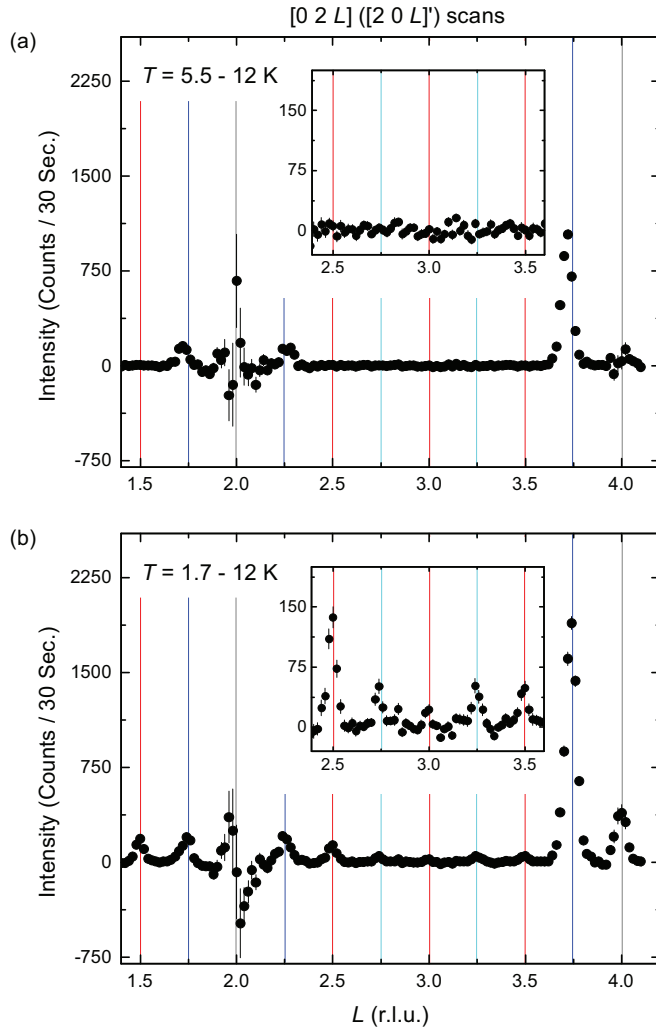 [0 2 L] ([2 0 L]') scans
(a)
T = 5.5 - 12 K
2250
1500
750
0
-750
Intensity (Counts / 30 Sec.)
150
75
0
2.5 3.0 3.5
1.5 2.0 2.5 3.0 3.5 4.0
(b)
T = 1.7 - 12 K
2250
1500
750
0
-750
Intensity (Counts / 30 Sec.)
150
75
0
2.5 3.0 3.5
1.5 2.0 2.5 3.0 3.5 4.0
L (r.l.u.)